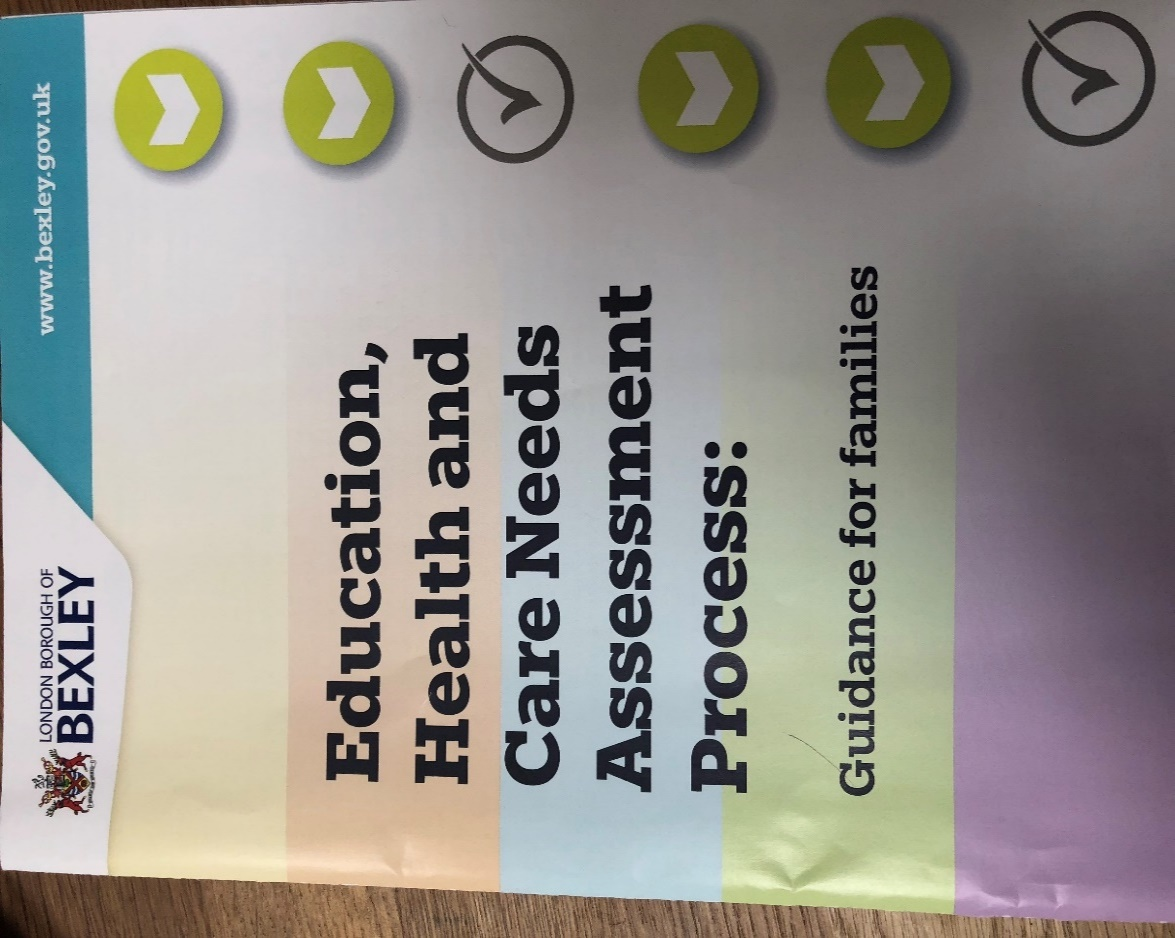 LONDON BOROUGH OF
BEXLEY
www.bexley.gov.uk
Education,
Health and
Care Needs
Assessment
Process:
Guidance for families